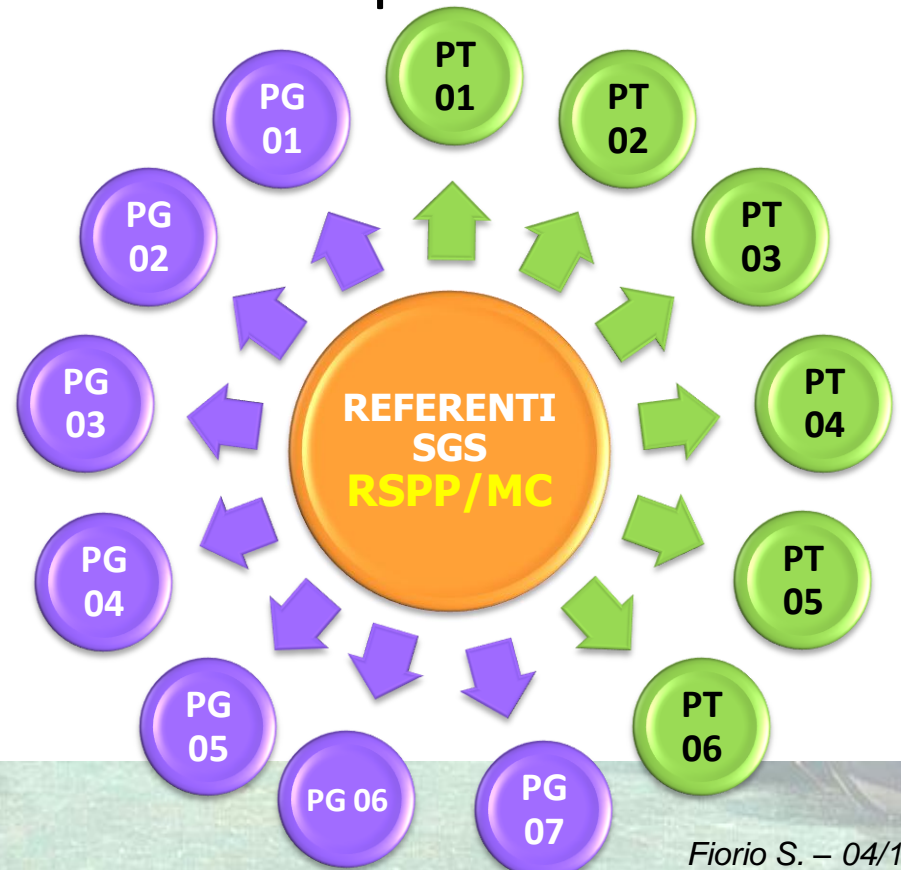 PT
01
PT
02
PT
03
PT
04
PT
05
PT
06
PG
07
PG 06
PG
05
PG
04
PG
03
PG
02
PG
01
REFERENTI
SGS
RSPP/MC
Fiorio S. – 04/1